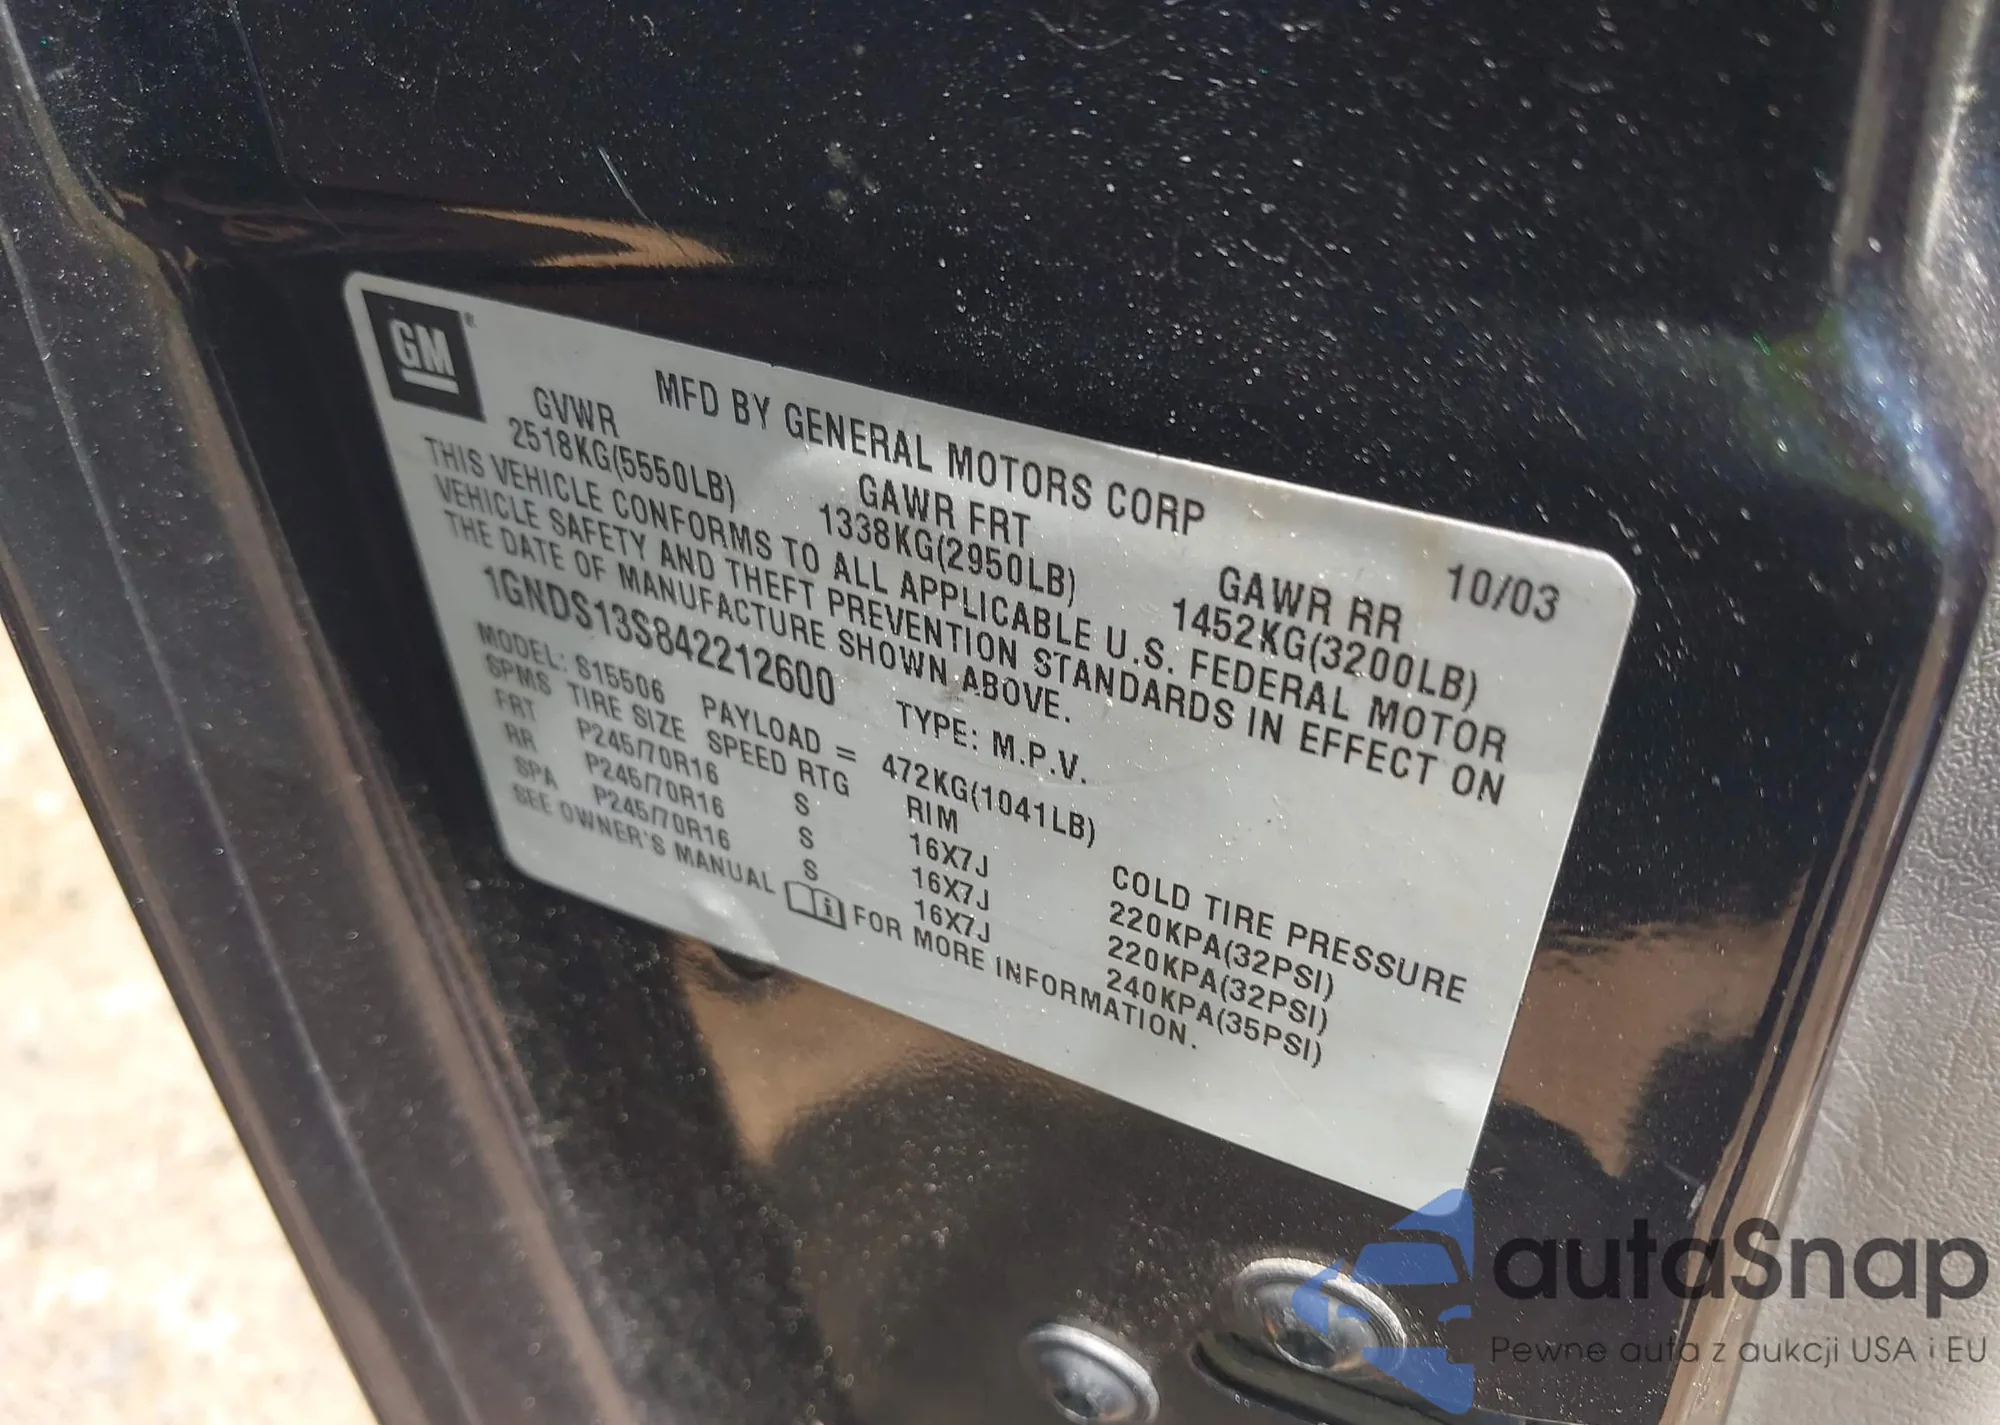 GM
MFD BY GENERAL MOTORS CORP
10/03
GVWR GAWR FRT GAWR RR
2518KG(5550LB) 1338KG(2950LB) 1452KG(3200LB)
THIS VEHICLE CONFORMS TO ALL APPLICABLE U.S. FEDERAL MOTOR
VEHICLE SAFETY AND THEFT PREVENTION STANDARDS IN EFFECT ON
THE DATE OF MANUFACTURE SHOWN ABOVE.
1GNDS13S842212600 TYPE: M.P.V.
MODEL: S15506 PAYLOAD = 472KG(1041LB)
SPMS TIRE SIZE SPEED RTG RIM COLD TIRE PRESSURE
FRT P245/70R16 S 16X7J 220KPA(32PSI)
RR P245/70R16 S 16X7J 220KPA(32PSI)
SPA P245/70R16 S 16X7J 240KPA(35PSI)
SEE OWNER'S MANUAL FOR MORE INFORMATION.
autaSnap
Pewne auta z aukcji USA i EU